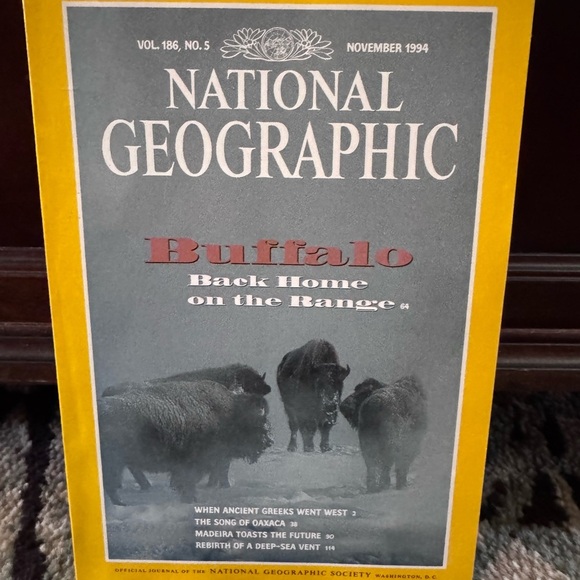 VOL. 186, NO. 5 NOVEMBER 1994
NATIONAL
GEOGRAPHIC
Buffalo
Back Home
on the Range 64
WHEN ANCIENT GREEKS WENT WEST 2
THE SONG OF OAXACA 38
MADEIRA TOASTS THE FUTURE 90
REBIRTH OF A DEEP-SEA VENT 114
OFFICIAL JOURNAL OF THE NATIONAL GEOGRAPHIC SOCIETY WASHINGTON, D.C.